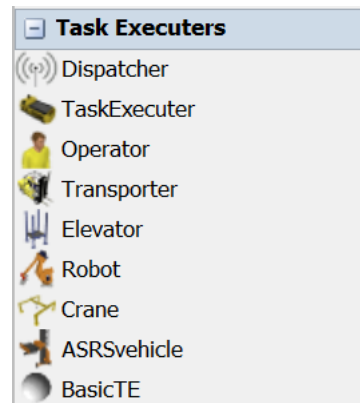 Task Executers
Dispatcher
TaskExecuter
Operator
Transporter
Elevator
Robot
Crane
ASRSvehicle
BasicTE